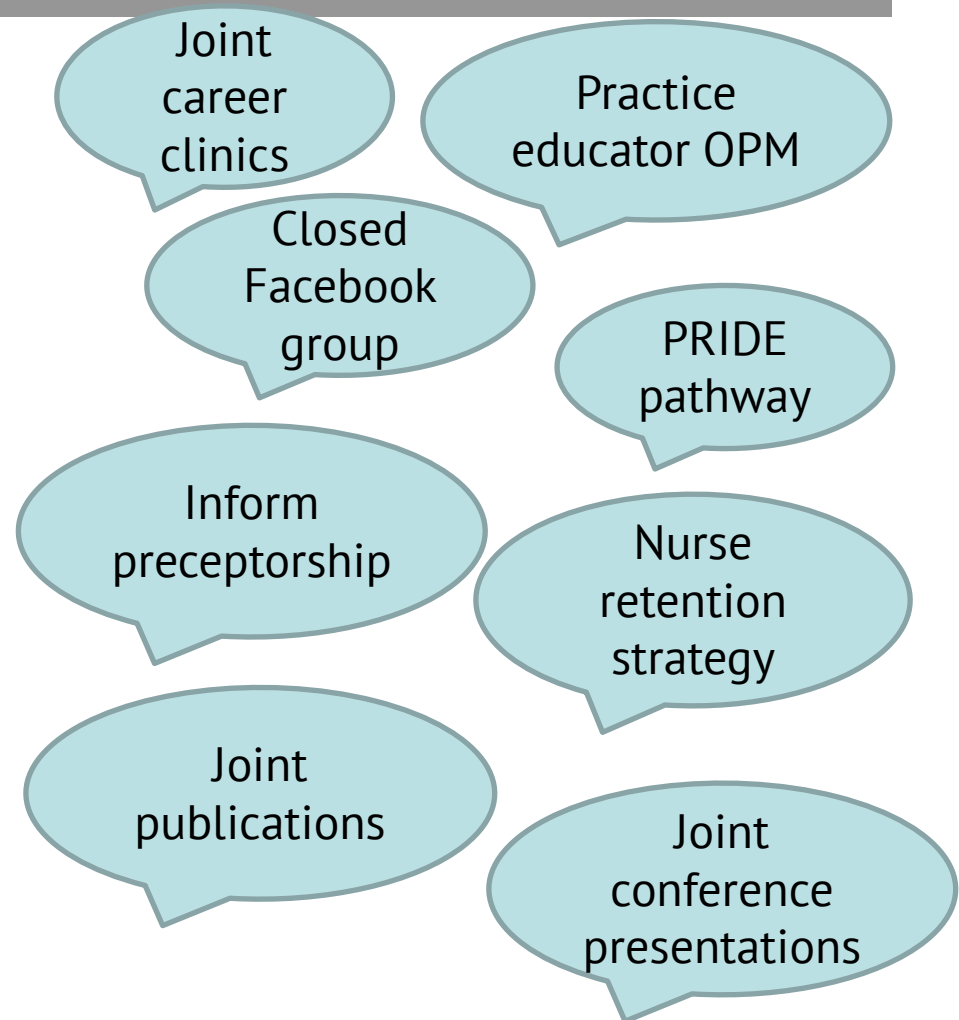 Joint
career
clinics
Practice
educator OPM
Closed
Facebook
group
PRIDE
pathway
Inform
preceptorship
Nurse
retention
strategy
Joint
publications
Joint
conference
presentations